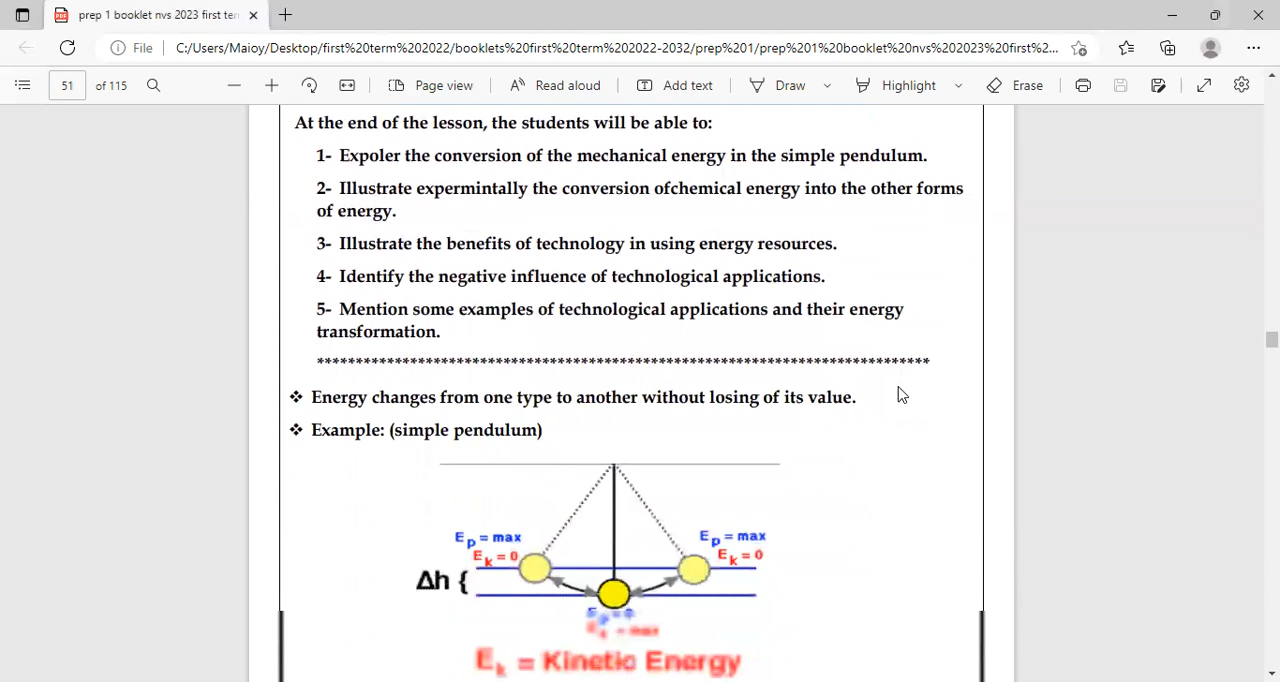 prep 1 booklet nvs 2023 first ter
File C:/Users/Maioy/Desktop/first%20term%202022/booklets%20first%20term%202022-2032/prep%201/prep%201%20booklet%20nvs%202023%20first%2...
51 of 115 Page view Read aloud Add text Draw Highlight Erase
At the end of the lesson, the students will be able to:
1- Expoler the conversion of the mechanical energy in the simple pendulum.
2- Illustrate expermintally the conversion ofchemical energy into the other forms
of energy.
3- Illustrate the benefits of technology in using energy resources.
4- Identify the negative influence of technological applications.
5- Mention some examples of technological applications and their energy
transformation.
*******************************************************************************
❖ Energy changes from one type to another without losing of its value.
❖ Example: (simple pendulum)
Ep = max Ep = max
Ek = 0 Ek = 0
Δh {
Ep = 0
Ek = max
Ek = Kinetic Energy